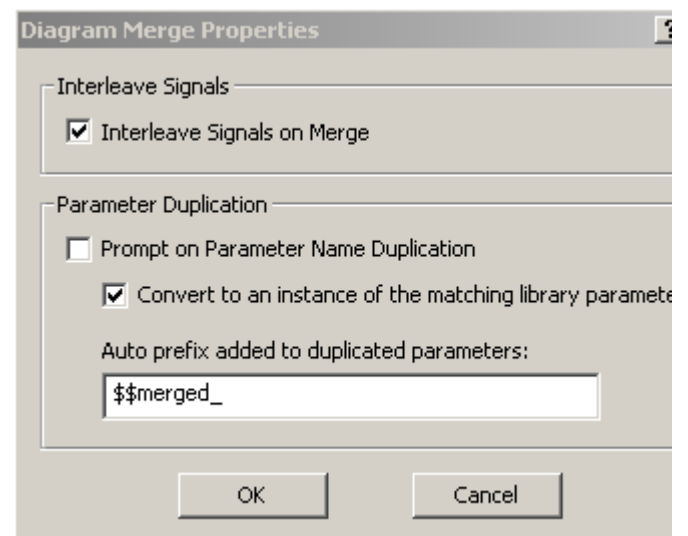 Diagram Merge Properties
Interleave Signals
Interleave Signals on Merge
Parameter Duplication
Prompt on Parameter Name Duplication
Convert to an instance of the matching library paramete
Auto prefix added to duplicated parameters:
$$merged_
OK Cancel